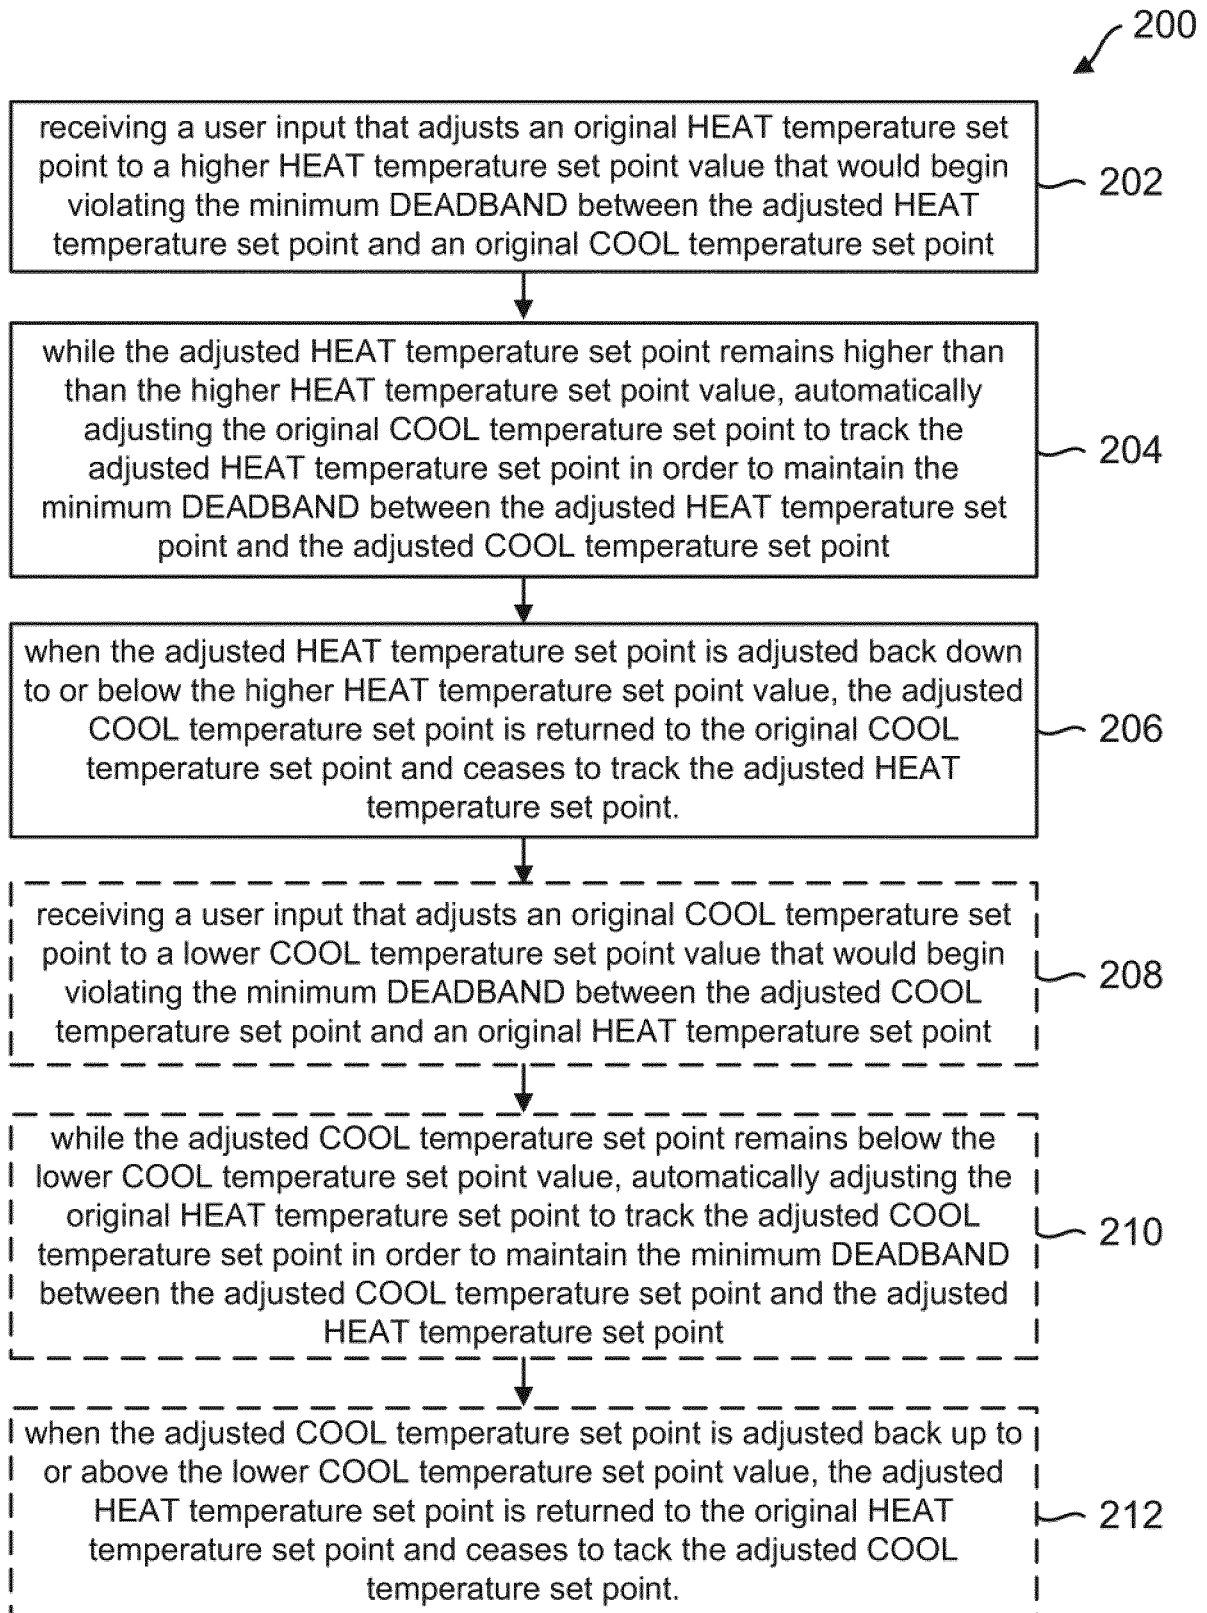 200
receiving a user input that adjusts an original HEAT temperature set
point to a higher HEAT temperature set point value that would begin
violating the minimum DEADBAND between the adjusted HEAT
temperature set point and an original COOL temperature set point
202
while the adjusted HEAT temperature set point remains higher than
than the higher HEAT temperature set point value, automatically
adjusting the original COOL temperature set point to track the
adjusted HEAT temperature set point in order to maintain the
minimum DEADBAND between the adjusted HEAT temperature set
point and the adjusted COOL temperature set point
204
when the adjusted HEAT temperature set point is adjusted back down
to or below the higher HEAT temperature set point value, the adjusted
COOL temperature set point is returned to the original COOL
temperature set point and ceases to track the adjusted HEAT
temperature set point.
206
receiving a user input that adjusts an original COOL temperature set
point to a lower COOL temperature set point value that would begin
violating the minimum DEADBAND between the adjusted COOL
temperature set point and an original HEAT temperature set point
208
while the adjusted COOL temperature set point remains below the
lower COOL temperature set point value, automatically adjusting the
original HEAT temperature set point to track the adjusted COOL
temperature set point in order to maintain the minimum DEADBAND
between the adjusted COOL temperature set point and the adjusted
HEAT temperature set point
210
when the adjusted COOL temperature set point is adjusted back up to
or above the lower COOL temperature set point value, the adjusted
HEAT temperature set point is returned to the original HEAT
temperature set point and ceases to tack the adjusted COOL
temperature set point.
212